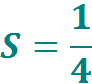 S = 1/4